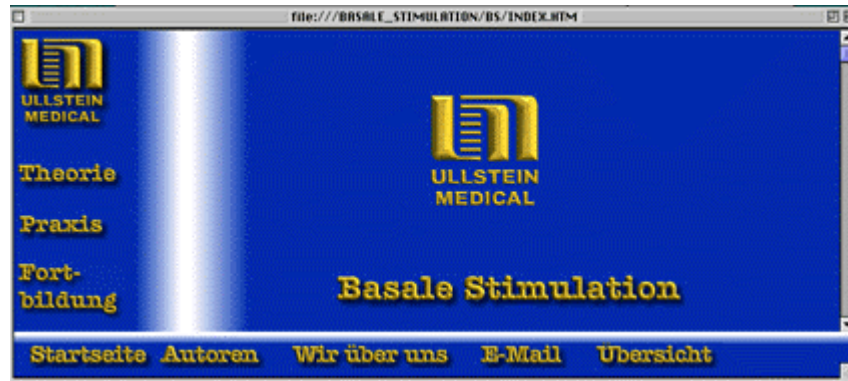 file:///BASALE_STIMULATION/BS/INDEX.HTM
ULLSTEIN
MEDICAL
Theorie
Praxis
Fort-
bildung
ULLSTEIN
MEDICAL
Basale Stimulation
Startseite Autoren Wir über uns E-Mail Übersicht